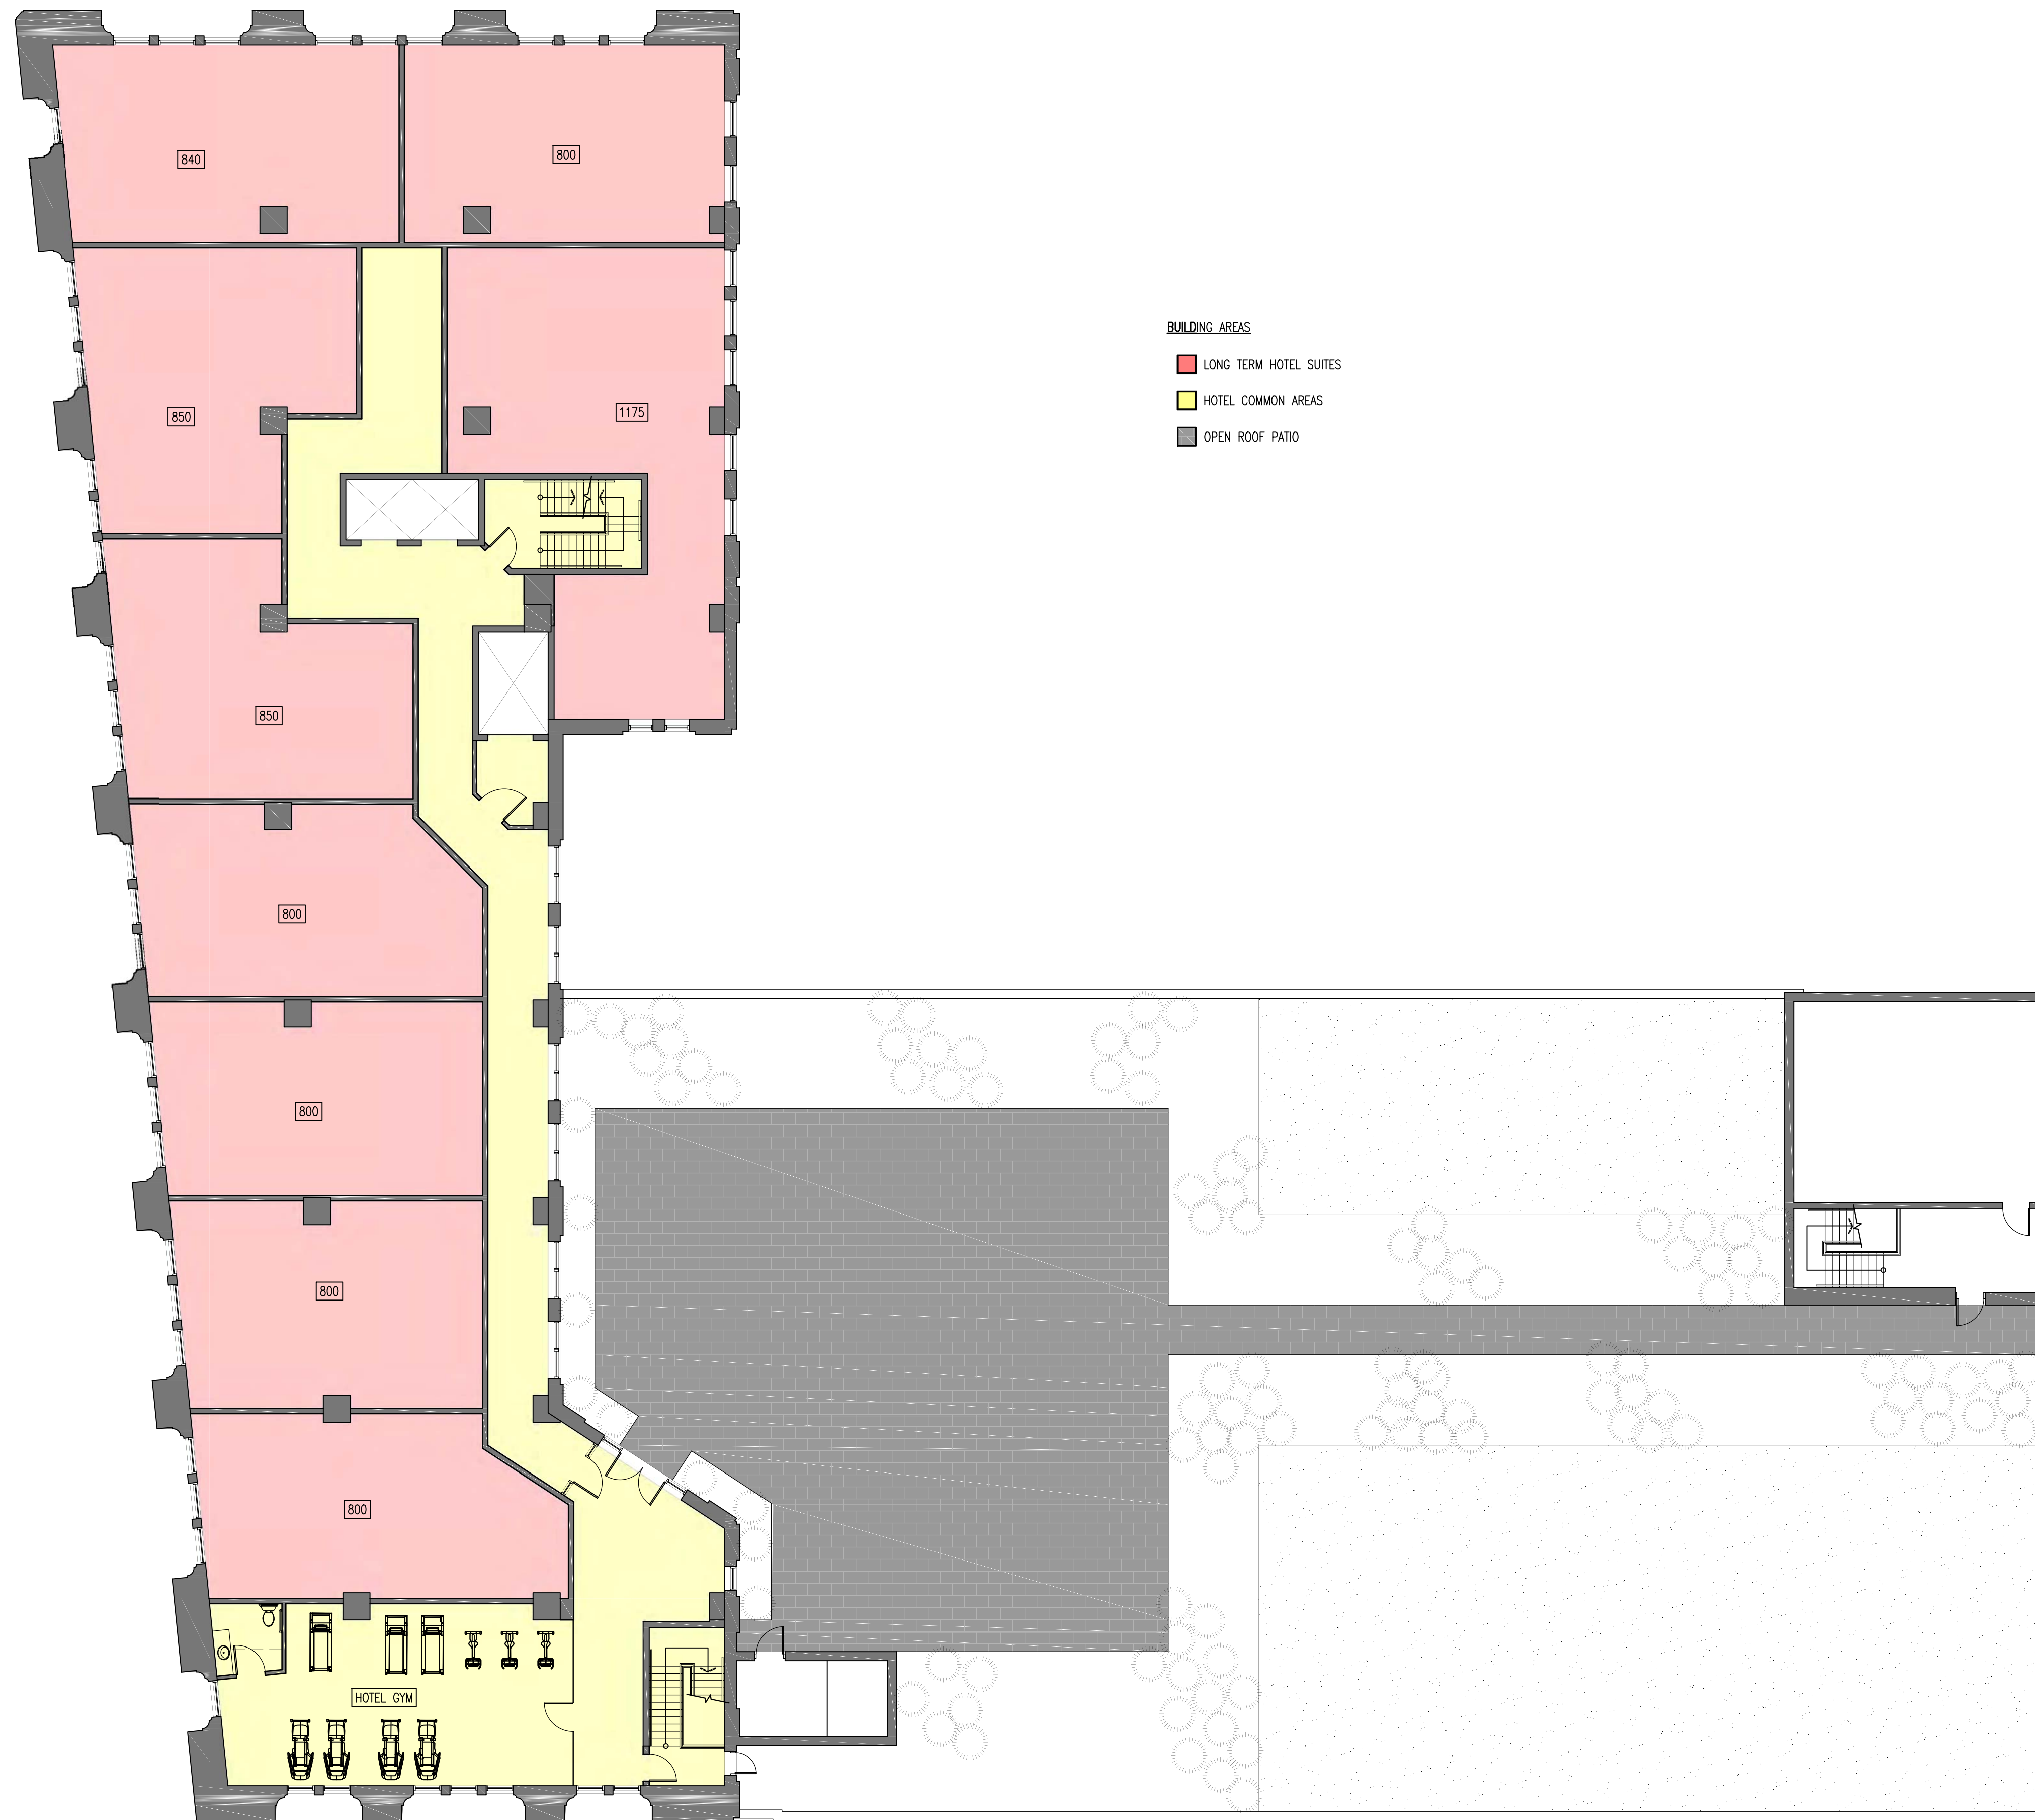 840
800
BUILDING AREAS
LONG TERM HOTEL SUITES
HOTEL COMMON AREAS
OPEN ROOF PATIO
850
1175
850
800
800
800
800
HOTEL GYM